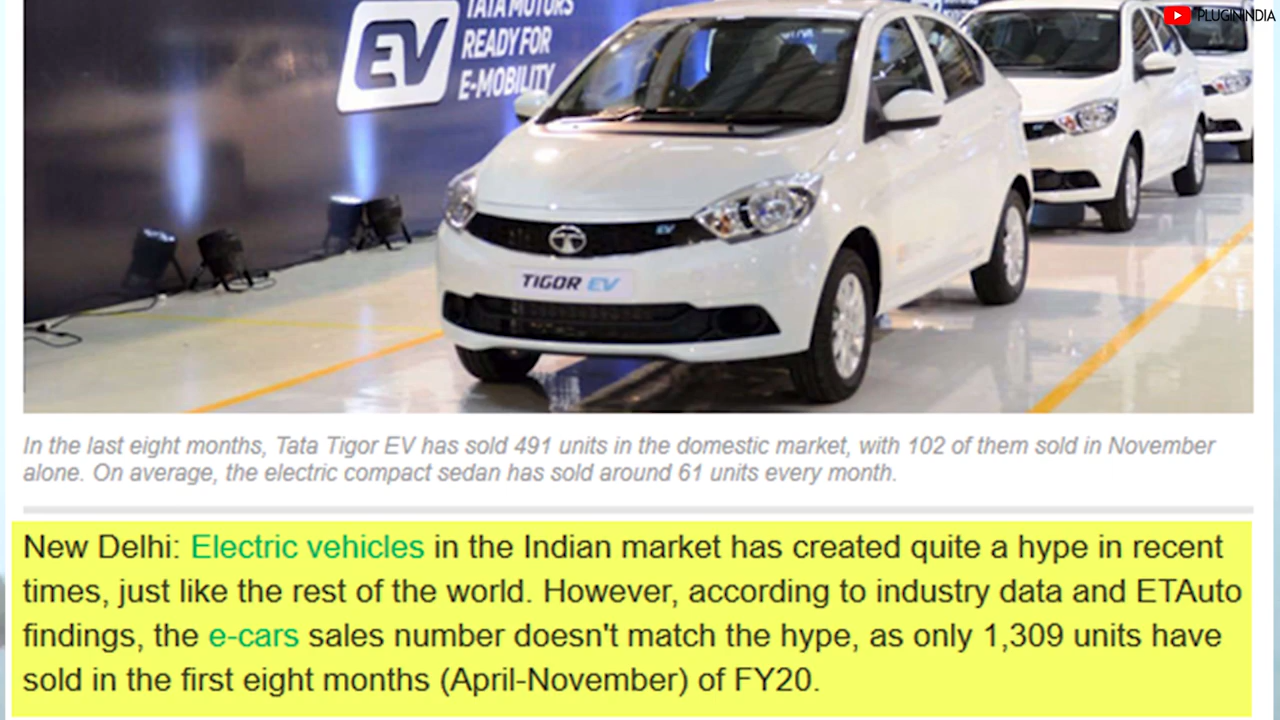 PLUGININDIA
TATA MOTORS
EV
READY FOR
E-MOBILITY
EV
TIGOR EV
In the last eight months, Tata Tigor EV has sold 491 units in the domestic market, with 102 of them sold in November
alone. On average, the electric compact sedan has sold around 61 units every month.
New Delhi: Electric vehicles in the Indian market has created quite a hype in recent
times, just like the rest of the world. However, according to industry data and ETAuto
findings, the e-cars sales number doesn't match the hype, as only 1,309 units have
sold in the first eight months (April-November) of FY20.